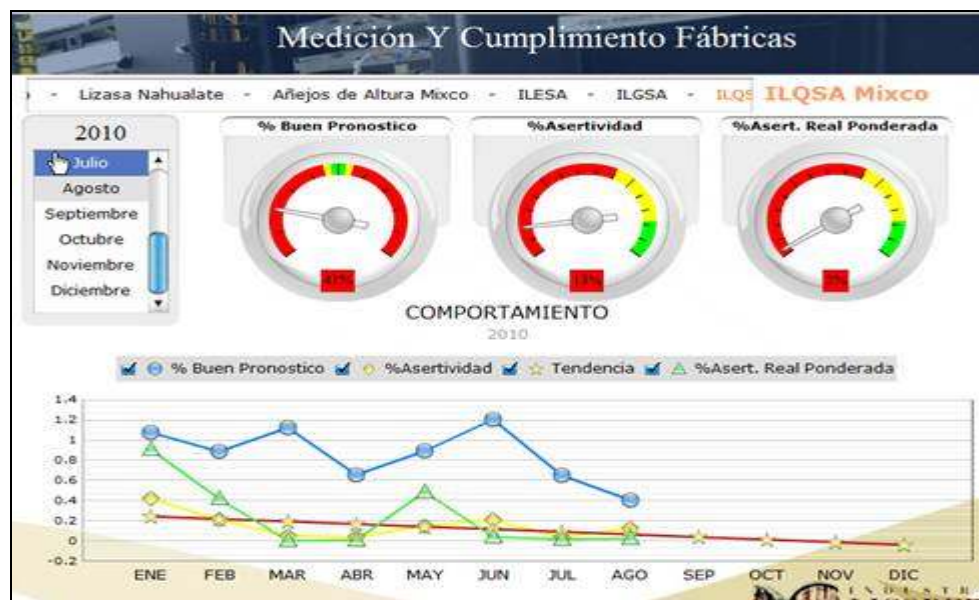 Medición Y Cumplimiento Fábricas
- Lizasa Nahualate - Añejos de Altura Mixco - ILESA - ILGSA - ILQS
ILQSA Mixco
2010
Julio
Agosto
Septiembre
Octubre
Noviembre
Diciembre
% Buen Pronostico
%Asertividad
%Asert. Real Ponderada
COMPORTAMIENTO
2010
% Buen Pronostico %Asertividad Tendencia %Asert. Real Ponderada
1.4
1.2
1
0.8
0.6
0.4
0.2
0
-0.2
ENE FEB MAR ABR MAY JUN JUL AGO SEP OCT NOV DIC